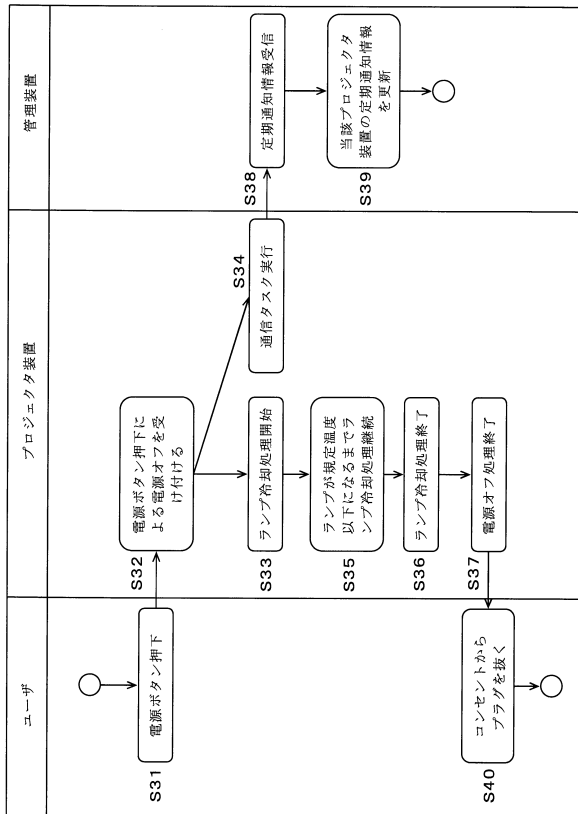 ユーザ
プロジェクタ装置
管理装置
S31
電源ボタン押下
S32
電源ボタン押下に
よる電源オフを受
け付ける
S33
ランプ冷却処理開始
S34
通信タスク実行
S35
ランプが規定温度
以下になるまでラ
ンプ冷却処理継続
S36
ランプ冷却処理終了
S37
電源オフ処理終了
S38
定期通知情報受信
S39
当該プロジェクタ
装置の定期通知情報
を更新
S40
コンセントから
プラグを抜く